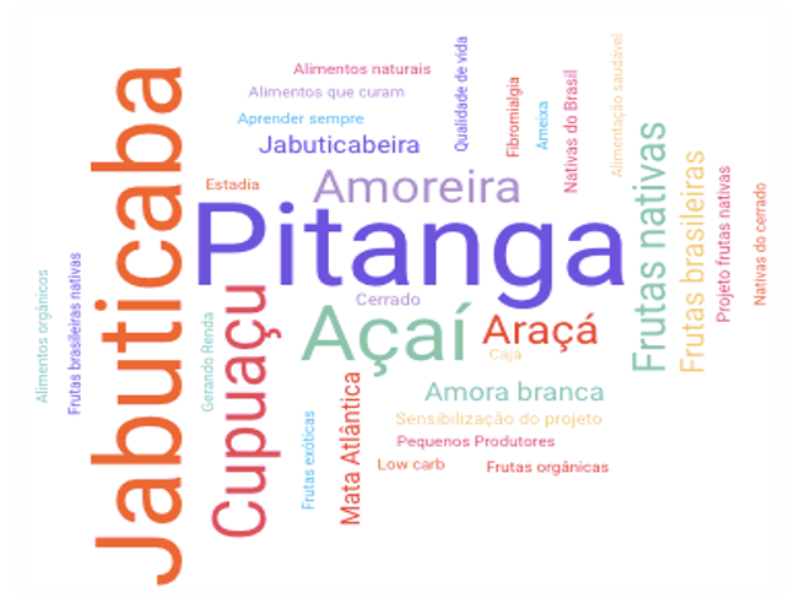 Alimentos orgânicos
Frutas brasileiras nativas
Jabuticaba
Alimentos naturais
Alimentos que curam
Aprender sempre
Jabuticabeira
Estadia
Amoreira
Pitanga
Cerrado
Açaí
Araçá
Cajá
Cupuaçu
Gerando Renda
Frutas exóticas
Mata Atlântica
Amora branca
Sensibilização do projeto
Pequenos Produtores
Low carb
Frutas orgânicas
Qualidade de vida
Fibromialgia
Ameixa
Nativas do Brasil
Alimentação saudável
Frutas nativas
Frutas brasileiras
Projeto frutas nativas
Nativas do cerrado